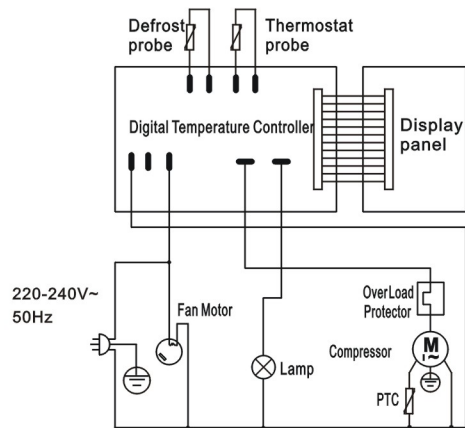 Defrost
probe
Thermostat
probe
Digital Temperature Controller
Display
panel
220-240V~
50Hz
Fan Motor
OverLoad
Protector
Lamp
Compressor
M
1~
PTC